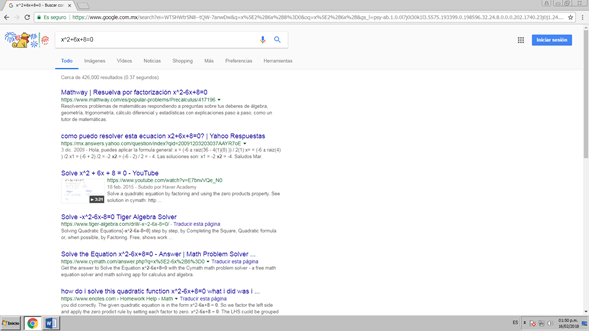 x^2+6x+8=0 - Buscar con
Es seguro
https://www.google.com.mx/search?
x^2+6x+8=0
Iniciar sesión
Todo Imágenes Vídeos Noticias Shopping Más Preferencias Herramientas
Cerca de 426,000 resultados (0.37 segundos)
Mathway | Resuelva por factorización x^2-6x+8=0
https://www.mathway.com/es/popular-problems/Precalculus/417196
Resolvemos problemas de matemáticas respondiendo a preguntas sobre tus deberes de álgebra,
geometría, trigonometría, cálculo diferencial y estadísticas con explicaciones paso a paso, como un
tutor de matemáticas.
como puedo resolver esta ecuacion x2+6x+8=0? | Yahoo Respuestas
https://mx.answers.yahoo.com/question/index?qid=20091203203037AAYR7oE
3 dic. 2009 - Hola; puedes aplicar la formula general: x = (-6 ± raiz(36 - 4(1)(8) )) / 2(1) x= (-6 ± raiz(4)
) /2 x1 = (-6 + 2) /2 = -2 x2 = (-6 - 2) / 2 = - 4. Las soluciones son: x1 = -2 x2 = -4. Saludos Mar.
Solve x^2 + 6x + 8 = 0 - YouTube
https://www.youtube.com/watch?v=E7bnvVQe_N0
19 feb. 2015 - Subido por Haver Academy
Solve a quadratic equation by factoring and using the zero products property. See
solution in cymath: http ...
3:24
Solve -x^2-6x-8=0 Tiger Algebra Solver
https://www.tiger-algebra.com/drill/-x~2-6x-8=0/ - Traducir esta página
Solving Quadratic Equations| x^2-6x-8=0| step by step, by Completing the Square, Quadratic formula
or, when possible, by Factoring. Free, shows work ...
Solve the Equation x^2-6x+8=0 - Answer | Math Problem Solver ...
https://www.cymath.com/answer.php?q=x%5E2-6x%2B8%3D0 Traducir esta página
Get the answer to Solve the Equation x^2-6x+8=0 with the Cymath math problem solver - a free math
equation solver and math solving app for calculus and algebra.
how do i solve this quadratic function x^2-6x+8=0 what i did was i ...
https://www.enotes.com › Homework Help › Math Traducir esta página
you did correctly. The given quadratic equation is in the form x^2-6x+8 = 0. So we factor the left side
and apply the zero product rule by setting each factor to zero. x^2-6x+8 = 0. The LHS could be grouped
Inicio
ES
01:50 p.m.
16/02/2018